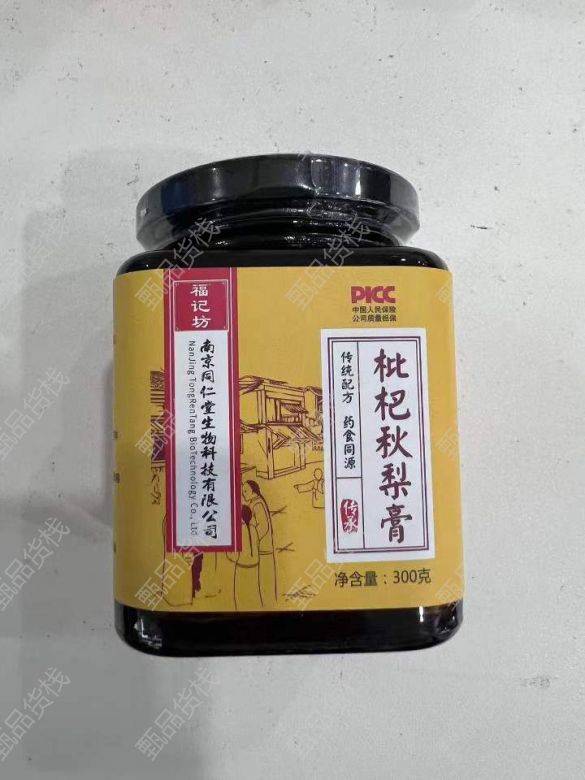 福记坊
南京同仁堂生物科技有限公司
NanJing TongRenTang BioTechnology Co., LTD
PICC
中国人民保险
公司质量担保
枇杷秋梨膏
传统配方 药食同源
传承
净含量：300克
甄品货栈